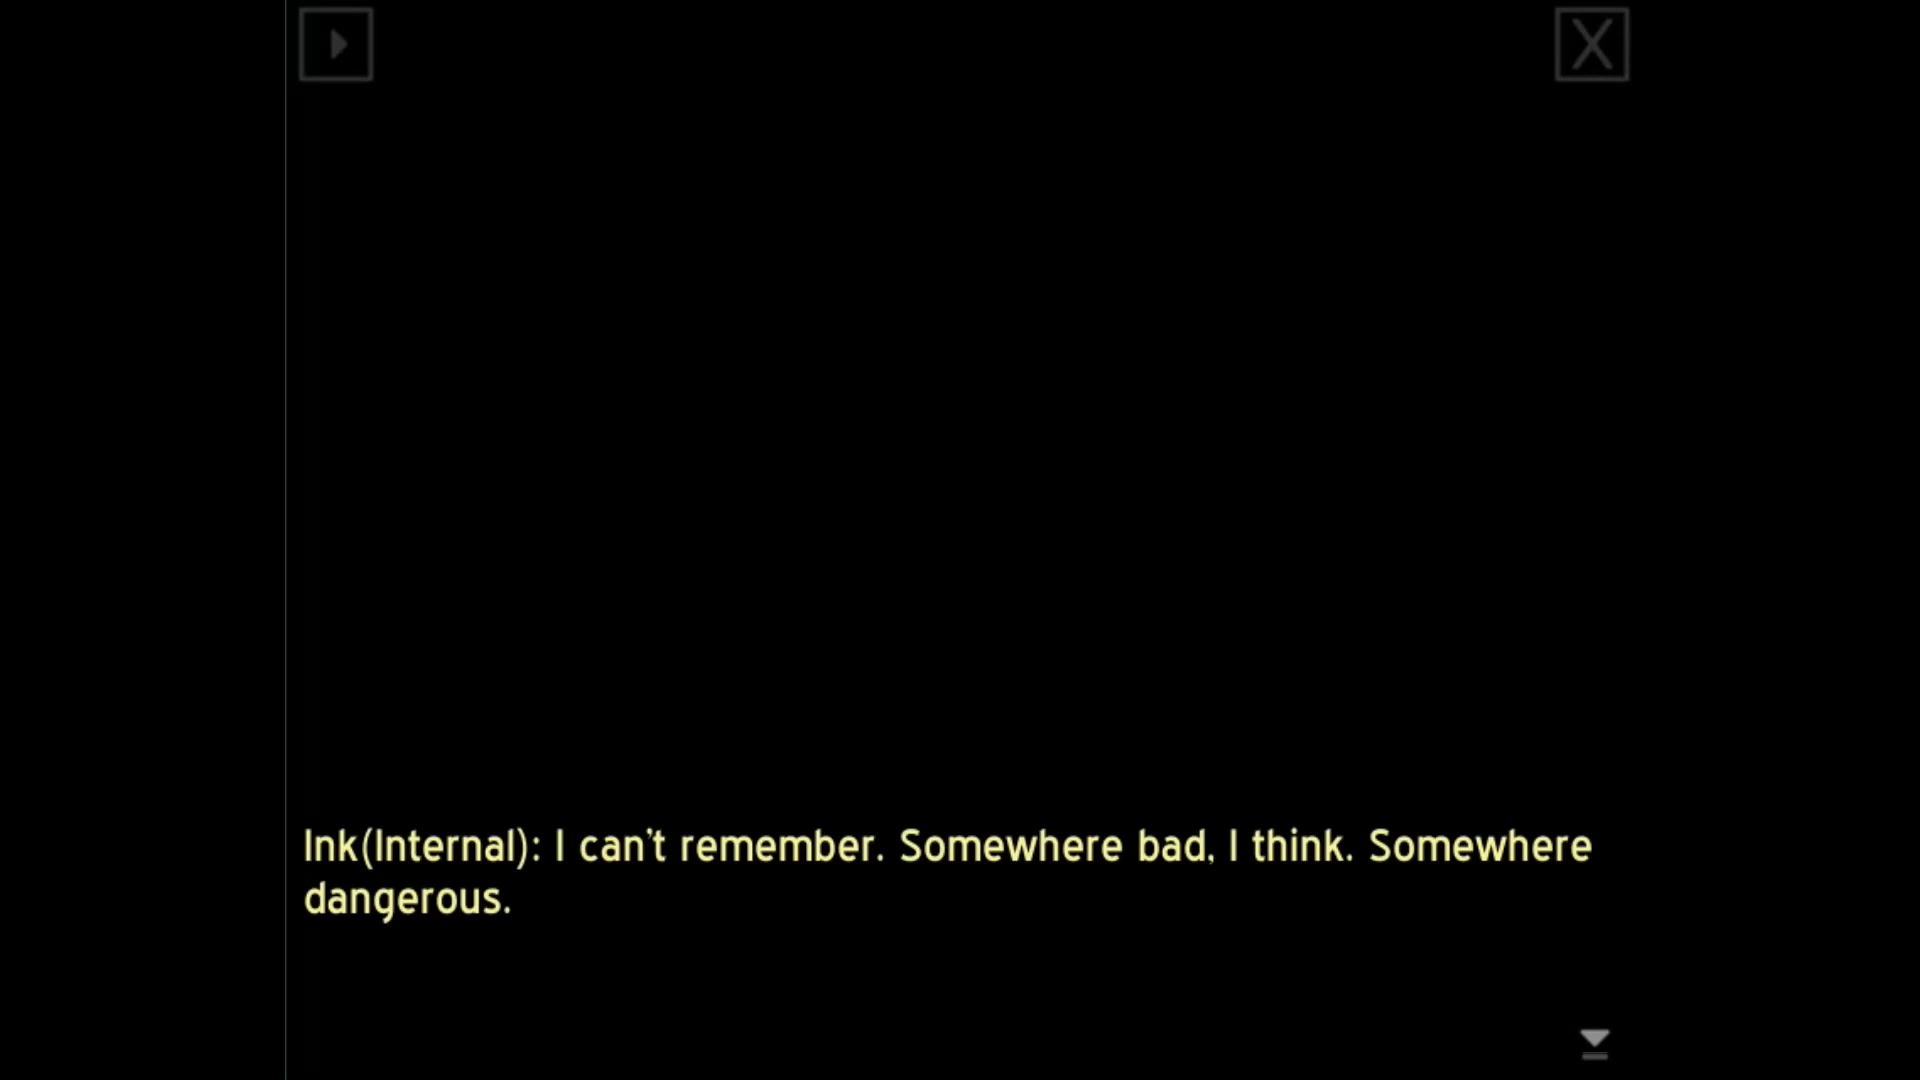 X
Ink(Internal): I can't remember. Somewhere bad, I think. Somewhere
dangerous.